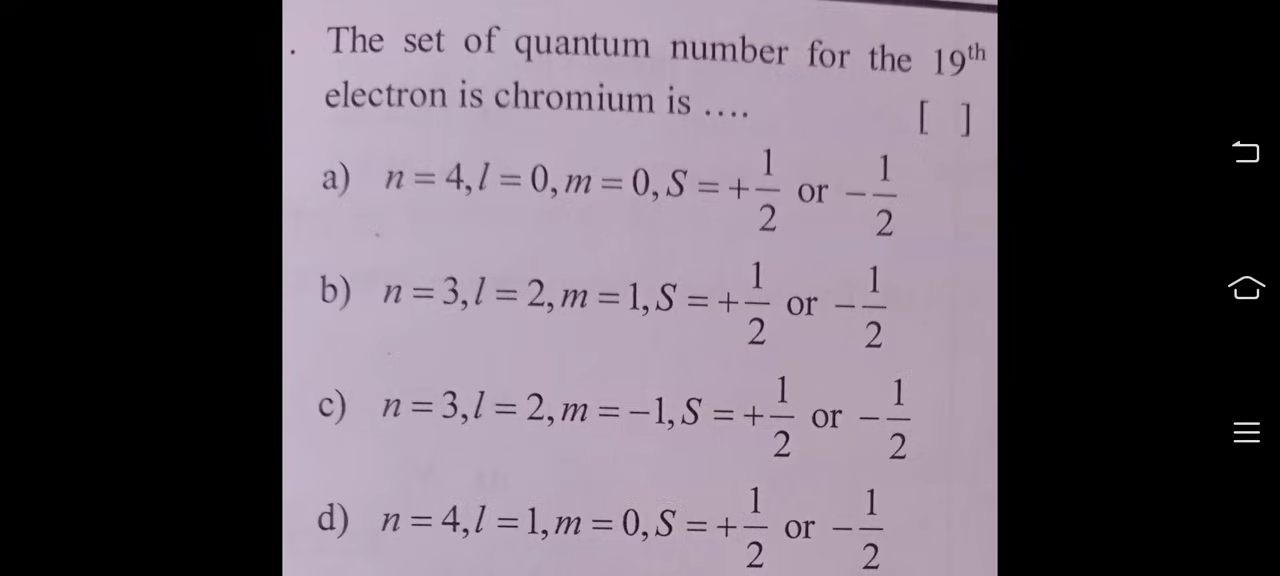 . The set of quantum number for the 19th
electron is chromium is ....    [  ]
a) n = 4, l = 0, m = 0, S = +1/2 or -1/2
b) n = 3, l = 2, m = 1, S = +1/2 or -1/2
c) n = 3, l = 2, m = -1, S = +1/2 or -1/2
d) n = 4, l = 1, m = 0, S = +1/2 or -1/2